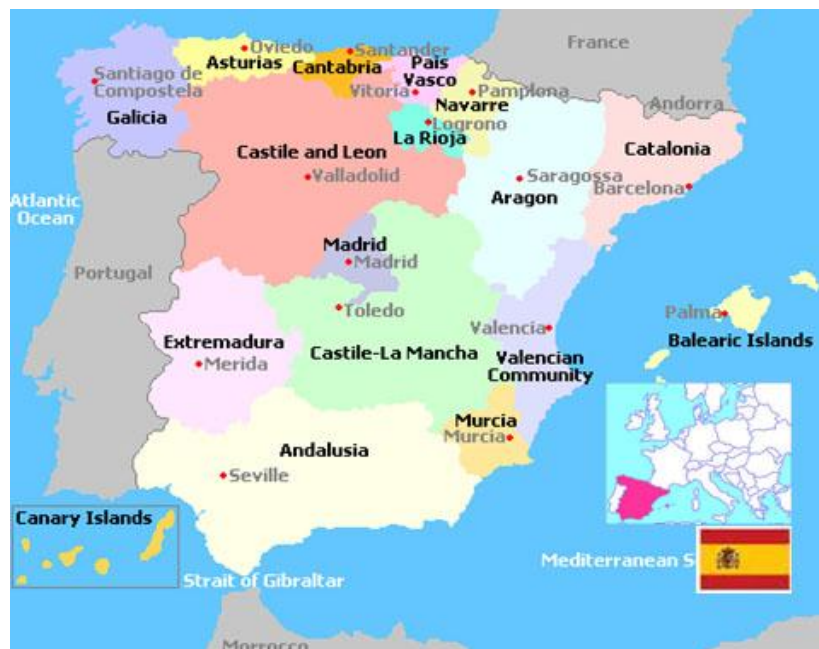 France
Oviedo
Santander
Asturias
Cantabria
Pais
Vasco
Santiago de
Compostela
Vitoria
Pamplona
Navarre
Andorra
Galicia
Logrono
La Rioja
Castile and Leon
Catalonia
Valladolid
Saragossa
Aragon
Barcelona
Atlantic
Ocean
Madrid
Madrid
Portugal
Toledo
Palma
Valencia
Balearic Islands
Extremadura
Merida
Castile-La Mancha
Valencian
Community
Murcia
Murcia
Andalusia
Seville
Canary Islands
Mediterranean S
Strait of Gibraltar
Morrocco